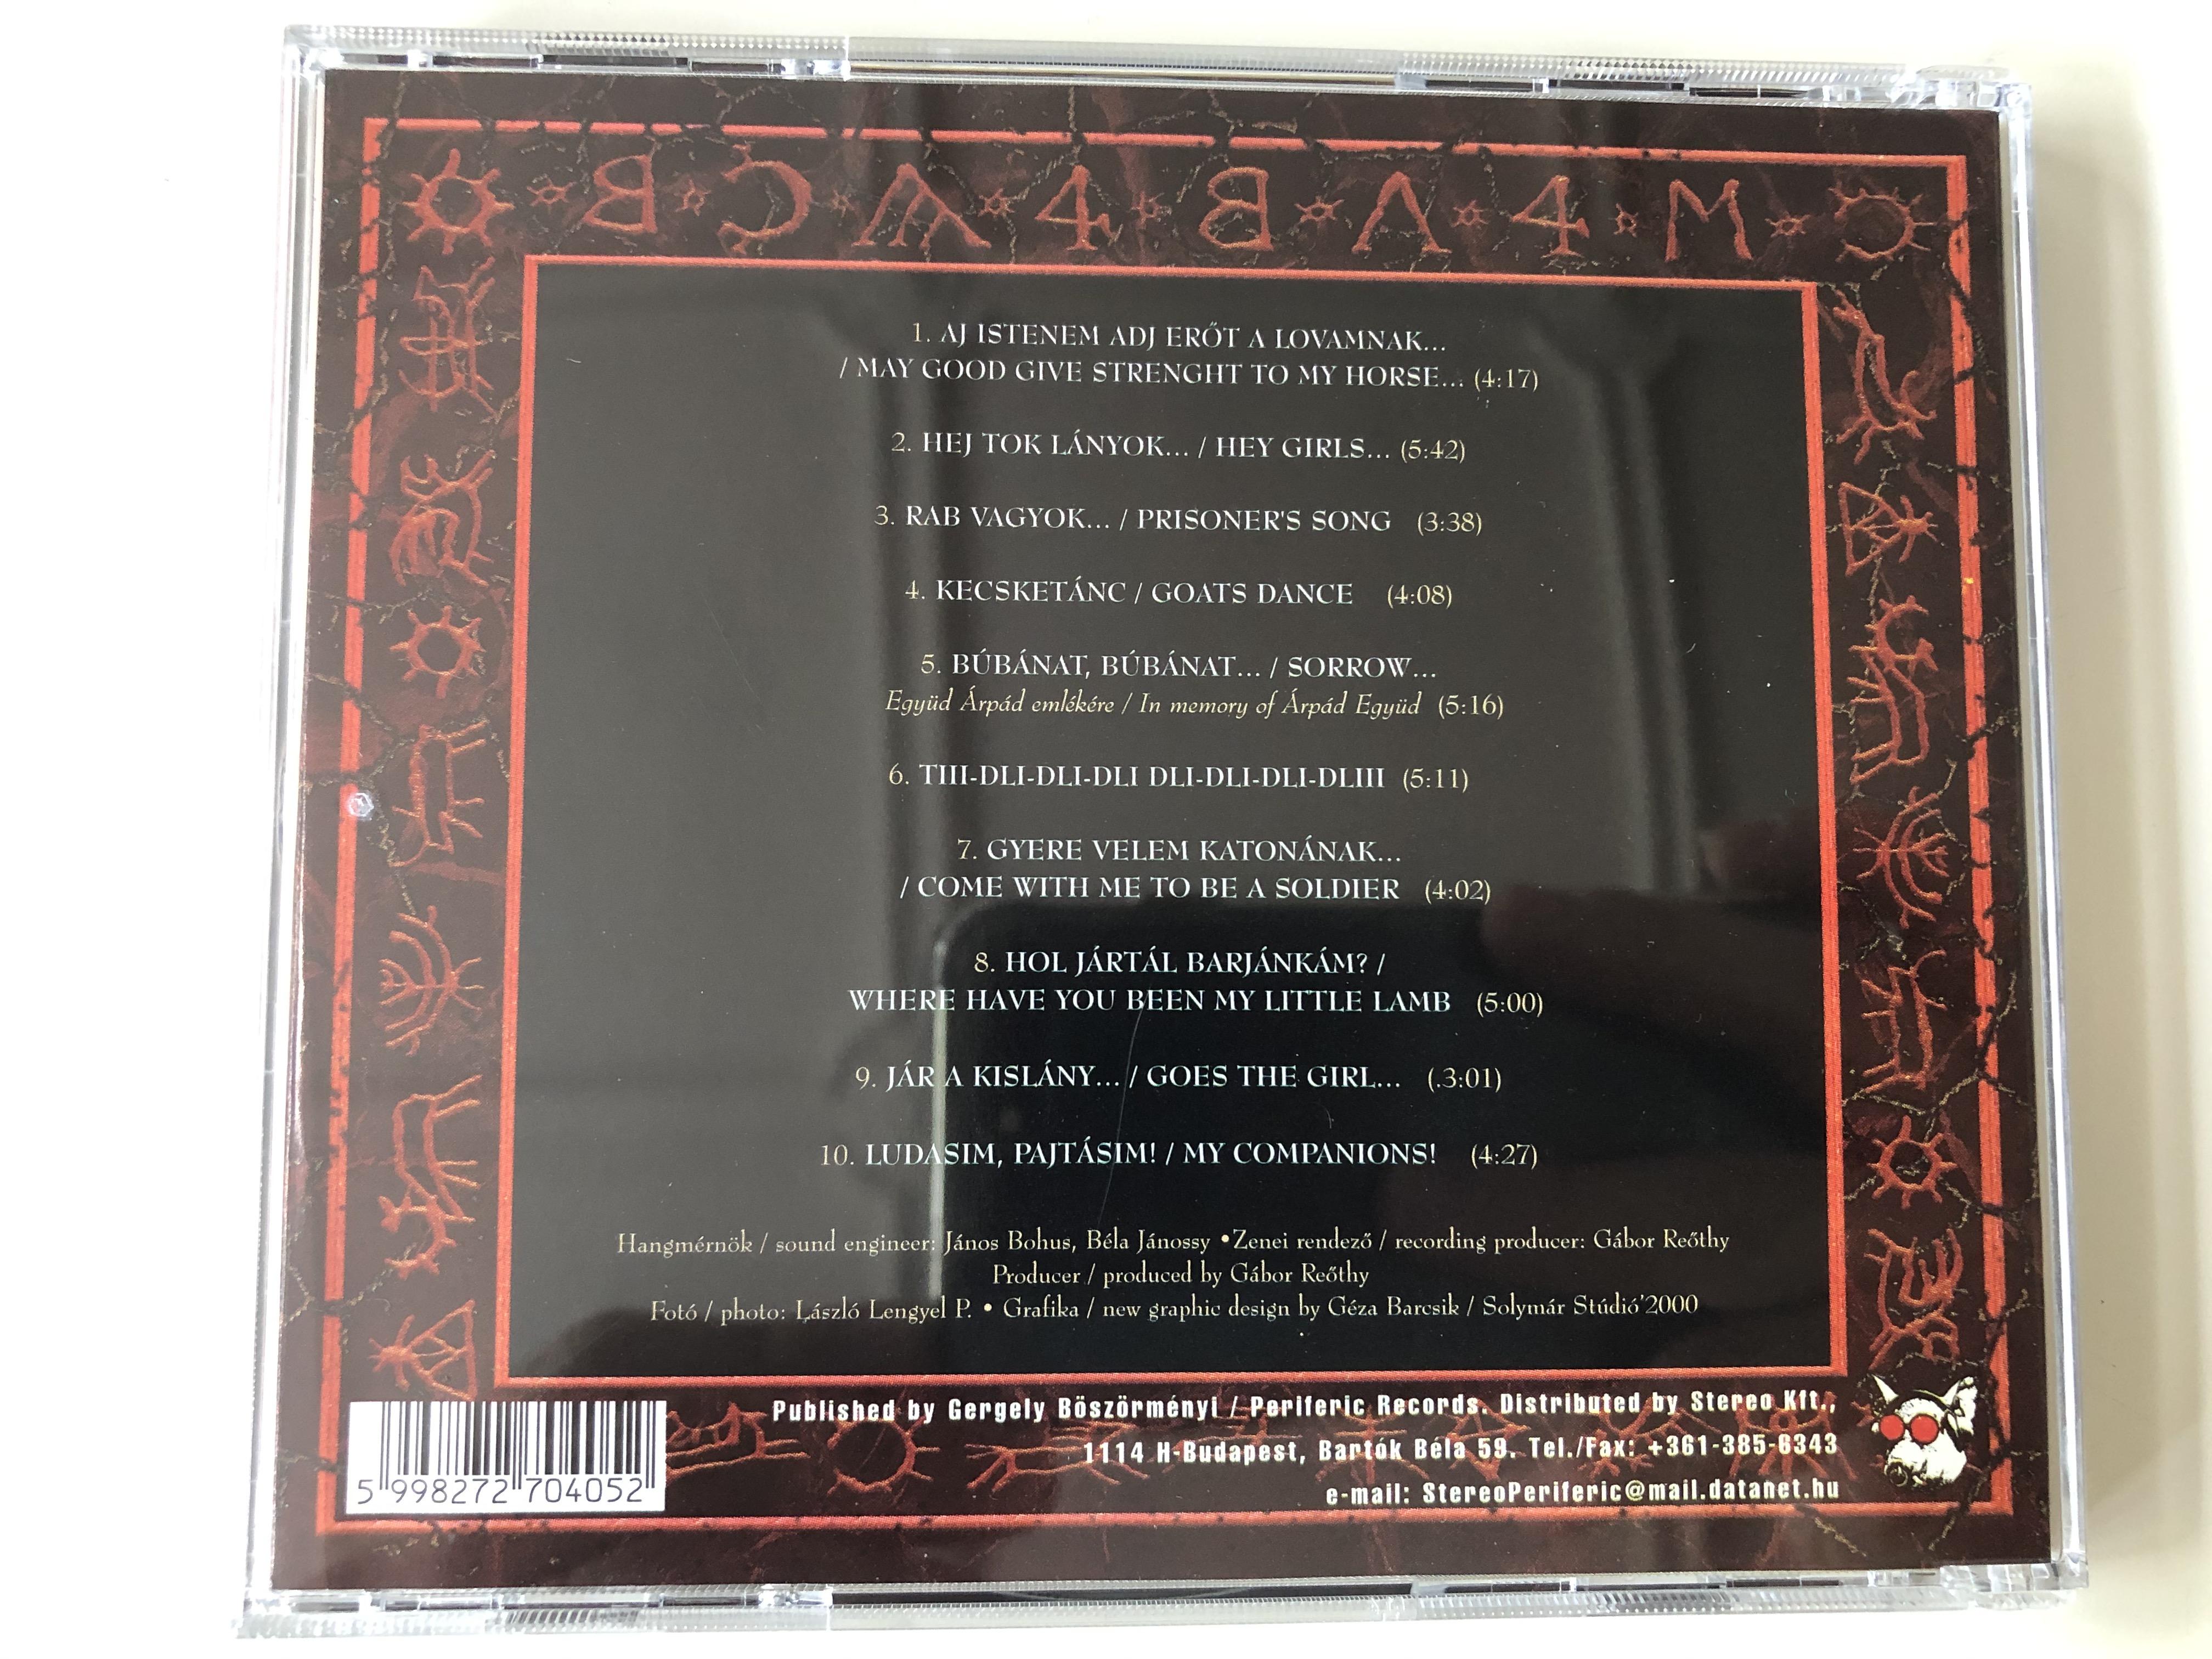 1. AJ ISTENEM ADJ ERŐT A LOVAMNAK...
/ MAY GOOD GIVE STRENGHT TO MY HORSE... (4:17)
2. HEJ TOK LÁNYOK... / HEY GIRLS... (5:42)
3. RAB VAGYOK... / PRISONER'S SONG (3:38)
4. KECSKETÁNC / GOATS DANCE (4:08)
5. BÚBÁNAT, BÚBÁNAT... / SORROW...
Együd Árpád emlékére / In memory of Árpád Együd (5:16)
6. TIII-DLI-DLI-DLI DLI-DLI-DLI-DLIII (5:11)
7. GYERE VELEM KATONÁNAK...
/ COME WITH ME TO BE A SOLDIER (4:02)
8. HOL JÁRTÁL BARJÁNKÁM? /
WHERE HAVE YOU BEEN MY LITTLE LAMB (5:00)
9. JÁR A KISLÁNY... / GOES THE GIRL... (.3:01)
10. LUDASIM, PAJTÁSIM! / MY COMPANIONS! (4:27)
Hangmérnök / sound engineer: János Bohus, Béla Jánossy • Zenei rendező / recording producer: Gábor Reőthy
Producer / produced by Gábor Reőthy
Fotó / photo: László Lengyel P. • Grafika / new graphic design by Géza Barcsik / Solymár Stúdió'2000
Published by Gergely Böszörményi / Periferic Records. Distributed by Stereo Kft.,
1114 H-Budapest, Bartók Béla 59. Tel./Fax: +361-385-6343
e-mail: StereoPeriferic@mail.datanet.hu
5 998272 704052